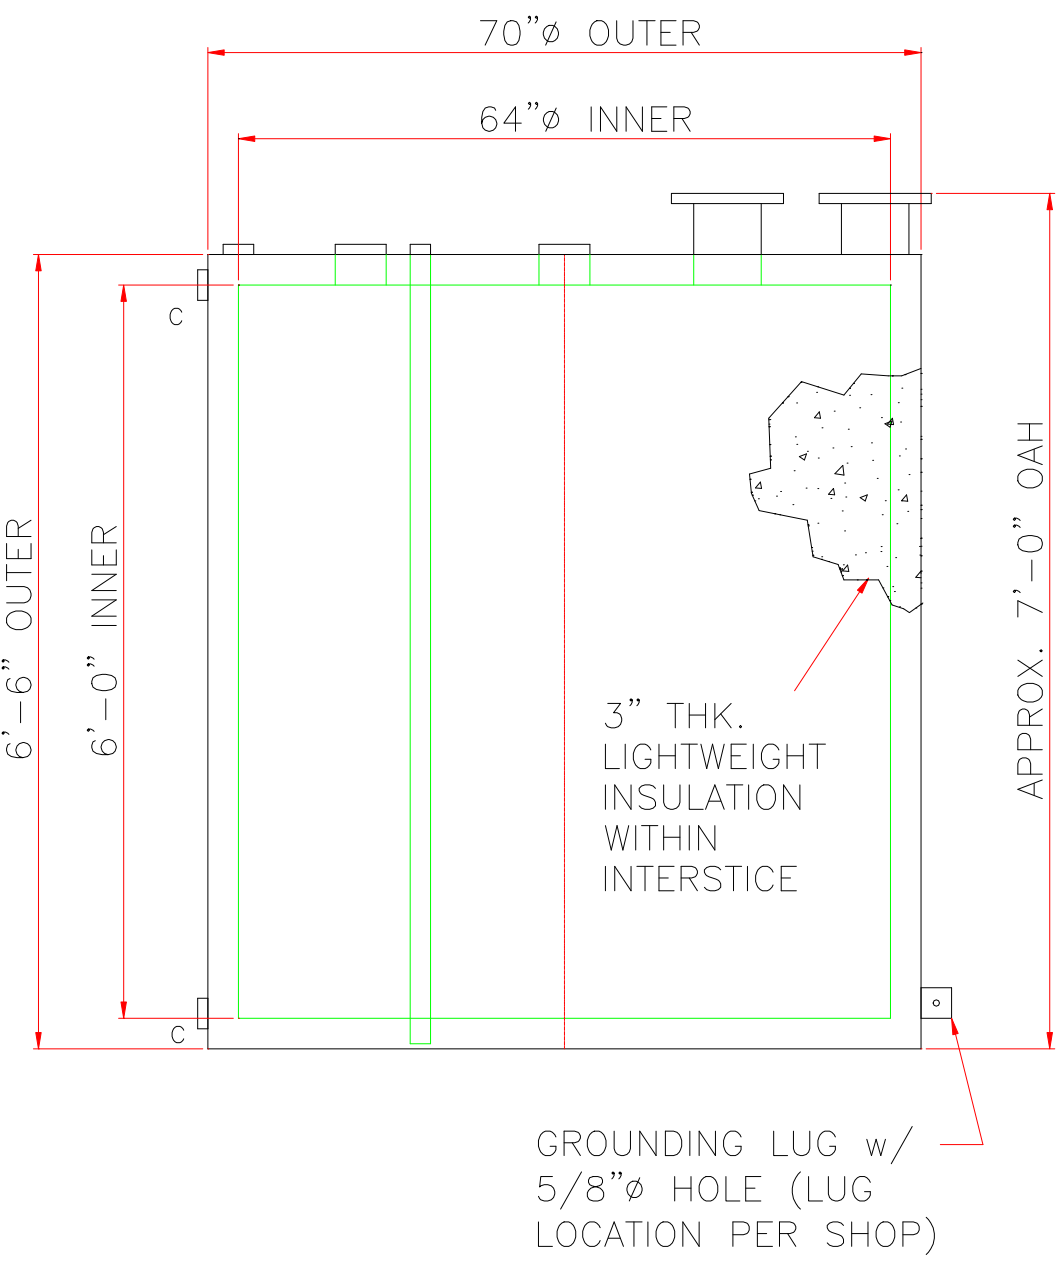 70”ø OUTER
64”ø INNER
C
6’-6” OUTER
6’-0” INNER
APPROX. 7’-0” OAH
3” THK.
LIGHTWEIGHT
INSULATION
WITHIN
INTERSTICE
C
GROUNDING LUG w/
5/8”ø HOLE (LUG
LOCATION PER SHOP)